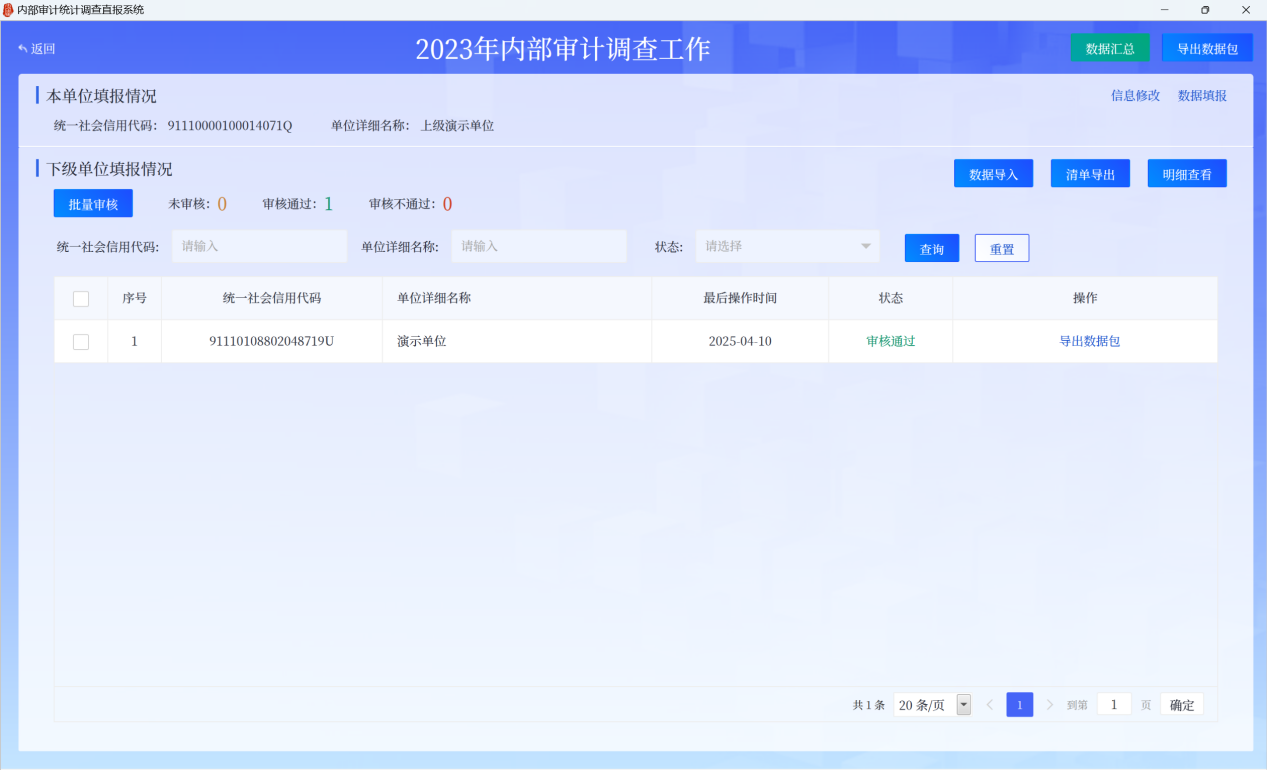 内部审计统计调查直报系统
返回 2023年内部审计调查工作 数据汇总 导出数据包
本单位填报情况 信息修改 数据填报
统一社会信用代码: 91110000100014071Q 单位详细名称: 上级演示单位
下级单位填报情况 数据导入 清单导出 明细查看
批量审核 未审核: 0 审核通过: 1 审核不通过: 0
统一社会信用代码: 请输入 单位详细名称: 请输入 状态: 请选择 查询 重置
序号 统一社会信用代码 单位详细名称 最后操作时间 状态 操作
1 91110108802048719U 演示单位 2025-04-10 审核通过 导出数据包
共 1 条 20 条/页 1 到第 1 页 确定